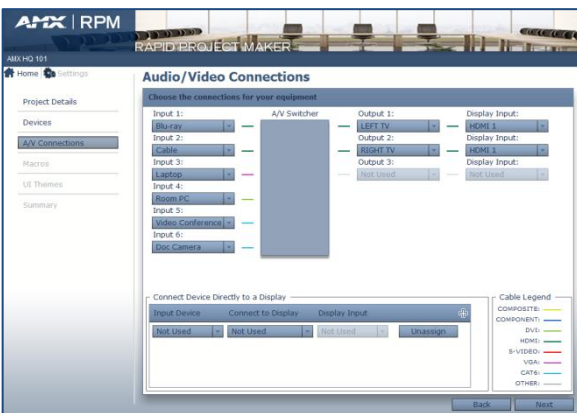 AMX | RPM
RAPID PROJECT MAKER
AMX HQ 101
Home Settings
Project Details
Devices
A/V Connections
Macros
UI Themes
Summary
Audio/Video Connections
Choose the connections for your equipment
Input 1: A/V Switcher Output 1: Display Input:
Blu-ray LEFT TV HDMI 1
Input 2: Output 2: Display Input:
Cable RIGHT TV HDMI 1
Input 3: Output 3: Display Input:
Laptop Not Used Not Used
Input 4:
Room PC
Input 5:
Video Conference
Input 6:
Doc Camera
Connect Device Directly to a Display
Input Device Connect to Display Display Input
Not Used Not Used Not Used Unassign
Cable Legend
COMPOSITE:
COMPONENT:
DVI:
HDMI:
S-VIDEO:
VGA:
CAT6:
OTHER:
Back Next